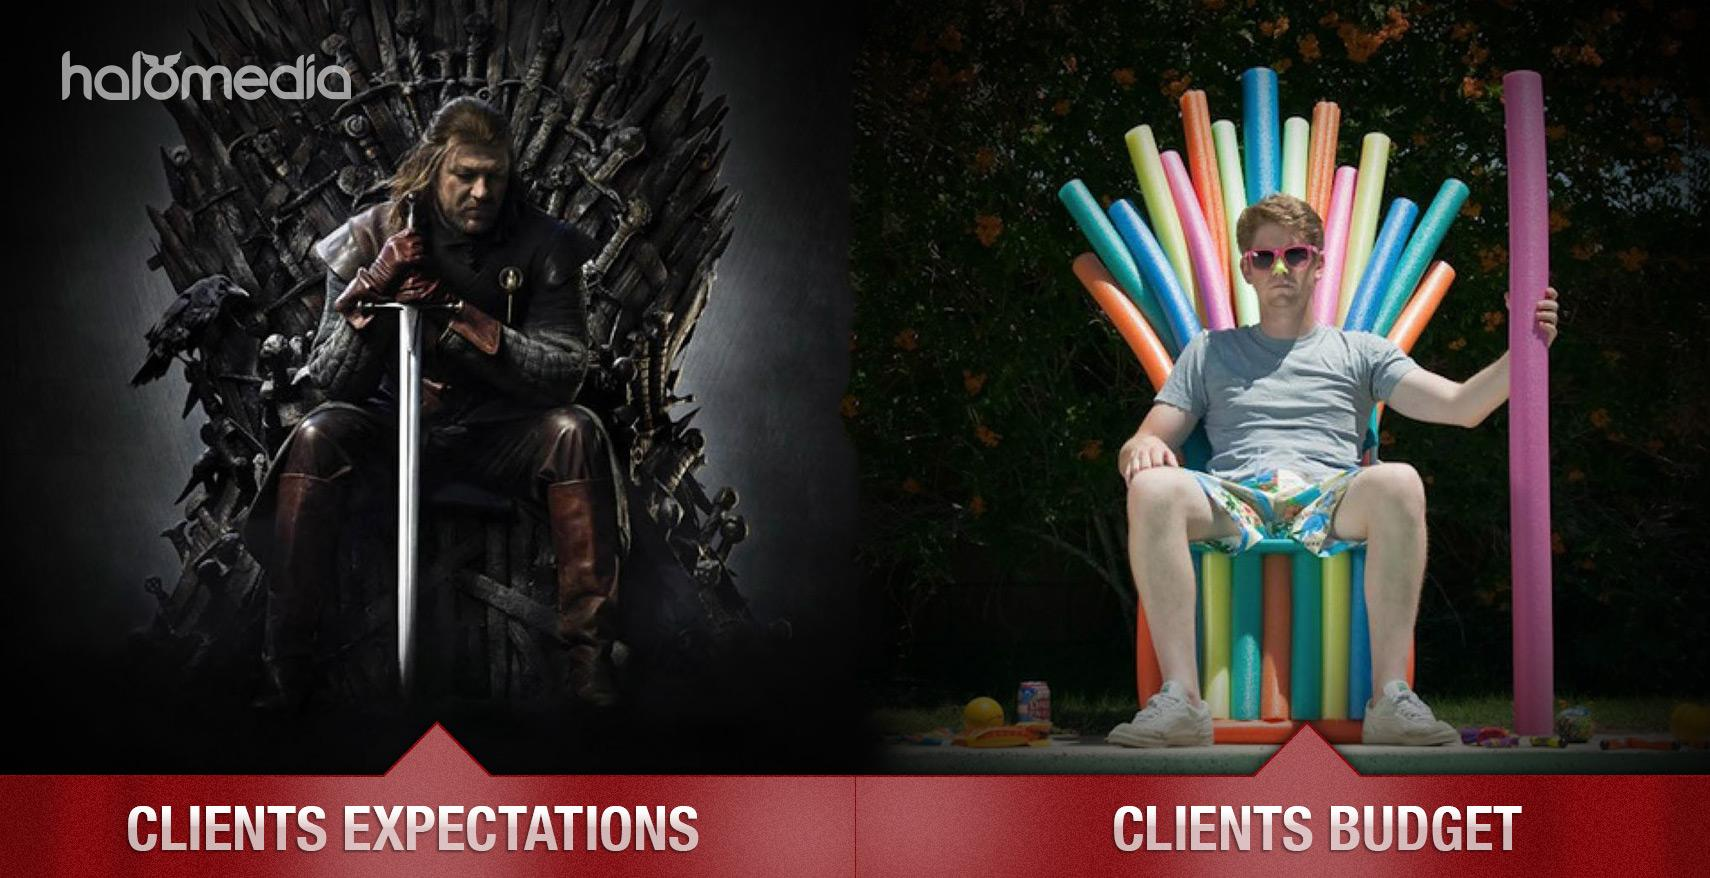 halomedia
CLIENTS EXPECTATIONS
CLIENTS BUDGET